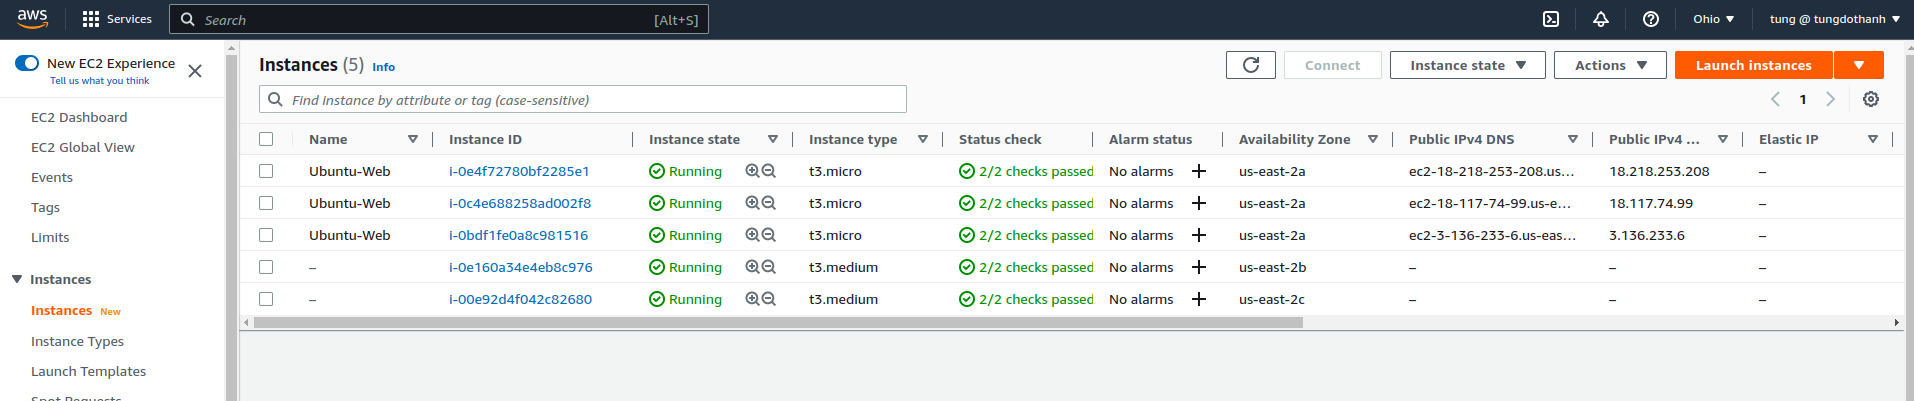 aws Services Search [Alt+S] Ohio tung @ tungdothanh
New EC2 Experience
Tell us what you think
EC2 Dashboard
EC2 Global View
Events
Tags
Limits
Instances
Instances New
Instance Types
Launch Templates
Spot Requests
Instances (5) Info Connect Instance state Actions Launch instances
Find instance by attribute or tag (case-sensitive) 1
Name Instance ID Instance state Instance type Status check Alarm status Availability Zone Public IPv4 DNS Public IPv4 ... Elastic IP
Ubuntu-Web i-0e4f72780bf2285e1 Running t3.micro 2/2 checks passed No alarms + us-east-2a ec2-18-218-253-208.us... 18.218.253.208 –
Ubuntu-Web i-0c4e688258ad002f8 Running t3.micro 2/2 checks passed No alarms + us-east-2a ec2-18-117-74-99.us-e... 18.117.74.99 –
Ubuntu-Web i-0bdf1fe0a8c981516 Running t3.micro 2/2 checks passed No alarms + us-east-2a ec2-3-136-233-6.us-eas... 3.136.233.6 –
– i-0e160a34e4eb8c976 Running t3.medium 2/2 checks passed No alarms + us-east-2b – – –
– i-00e92d4f042c82680 Running t3.medium 2/2 checks passed No alarms + us-east-2c – – –